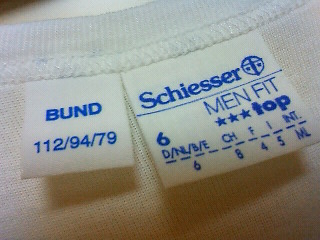 BUND
112/94/79
Schiesser
MEN FIT
★★★top
6
D/NL/B/E CH F I INT.
6 8 4 5 ML